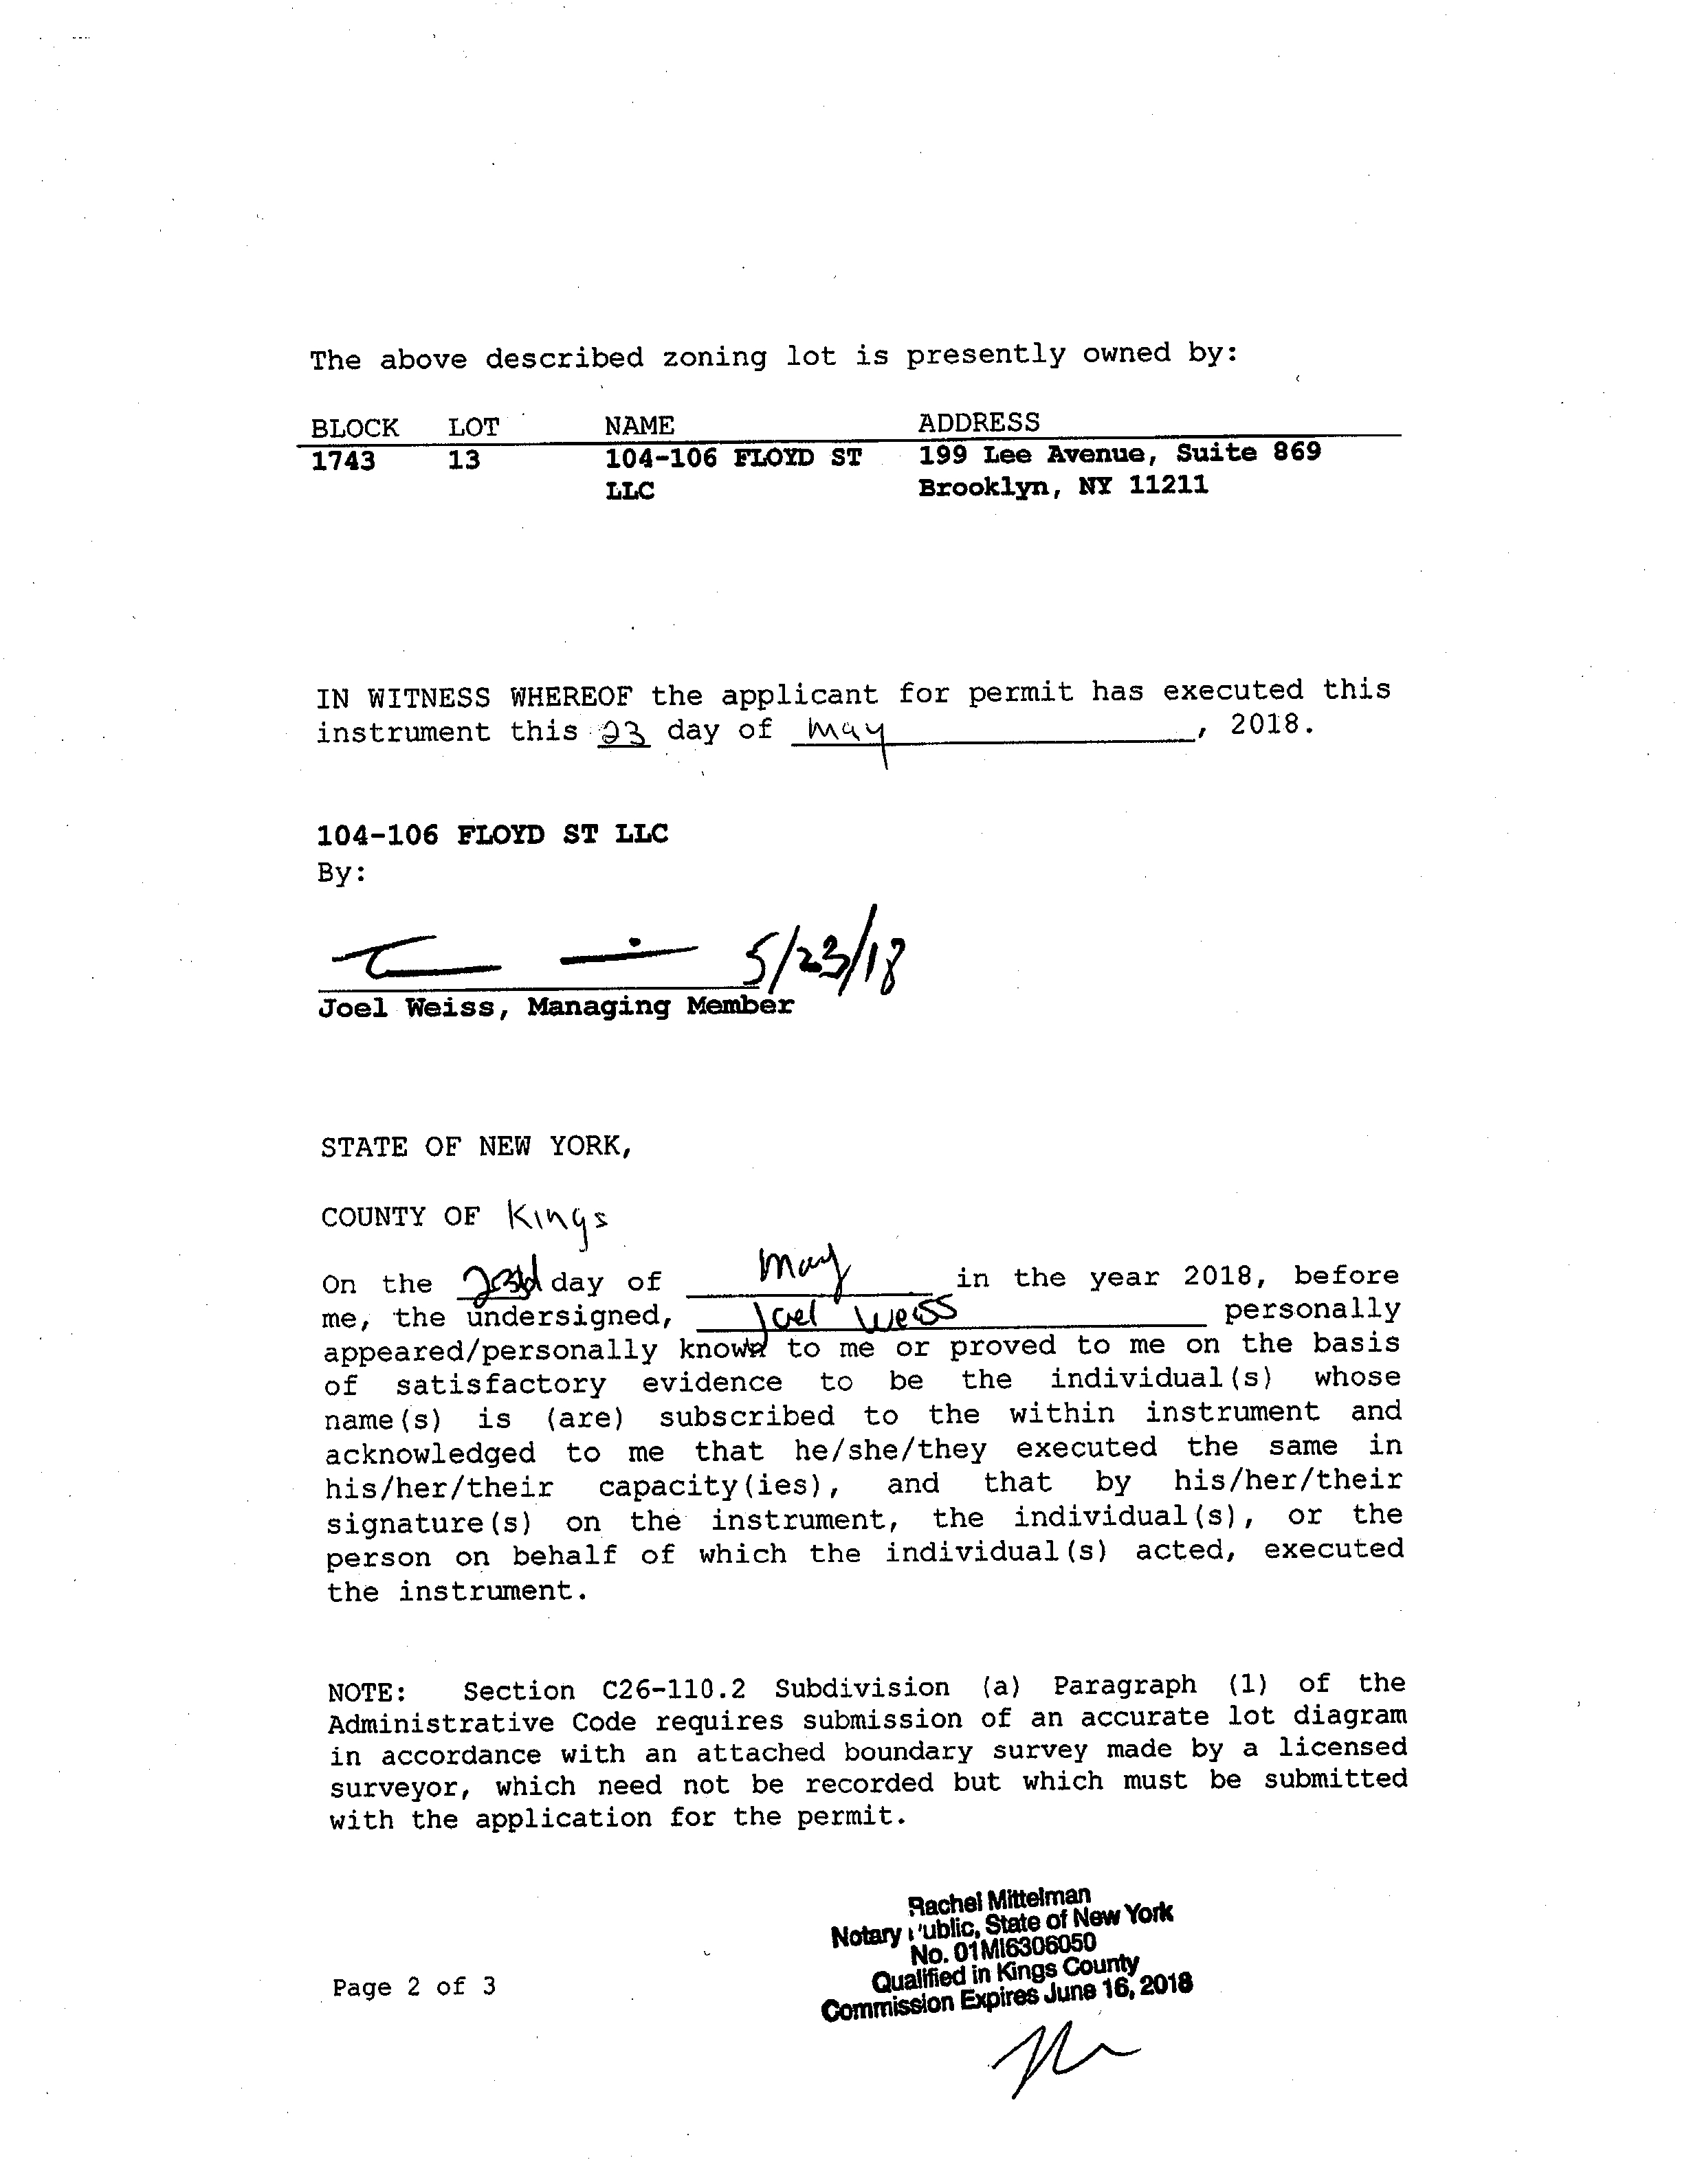 The above described zoning lot is presently owned by:
BLOCK LOT NAME ADDRESS
1743 13 104-106 FLOYD ST 199 Lee Avenue, Suite 869
LLC Brooklyn, NY 11211
IN WITNESS WHEREOF the applicant for permit has executed this
instrument this 23 day of May, 2018.
104-106 FLOYD ST LLC
By:
5/23/18
Joel Weiss, Managing Member
STATE OF NEW YORK,
COUNTY OF Kings
On the 23rd day of May in the year 2018, before
me, the undersigned, Joel Weiss personally
appeared/personally known to me or proved to me on the basis
of satisfactory evidence to be the individual(s) whose
name(s) is (are) subscribed to the within instrument and
acknowledged to me that he/she/they executed the same in
his/her/their capacity(ies), and that by his/her/their
signature(s) on the instrument, the individual(s), or the
person on behalf of which the individual(s) acted, executed
the instrument.
NOTE: Section C26-110.2 Subdivision (a) Paragraph (1) of the
Administrative Code requires submission of an accurate lot diagram
in accordance with an attached boundary survey made by a licensed
surveyor, which need not be recorded but which must be submitted
with the application for the permit.
Rachel Mittelman
Notary Public, State of New York
No. 01MI6306050
Qualified in Kings County
Commission Expires June 16, 2018
Page 2 of 3